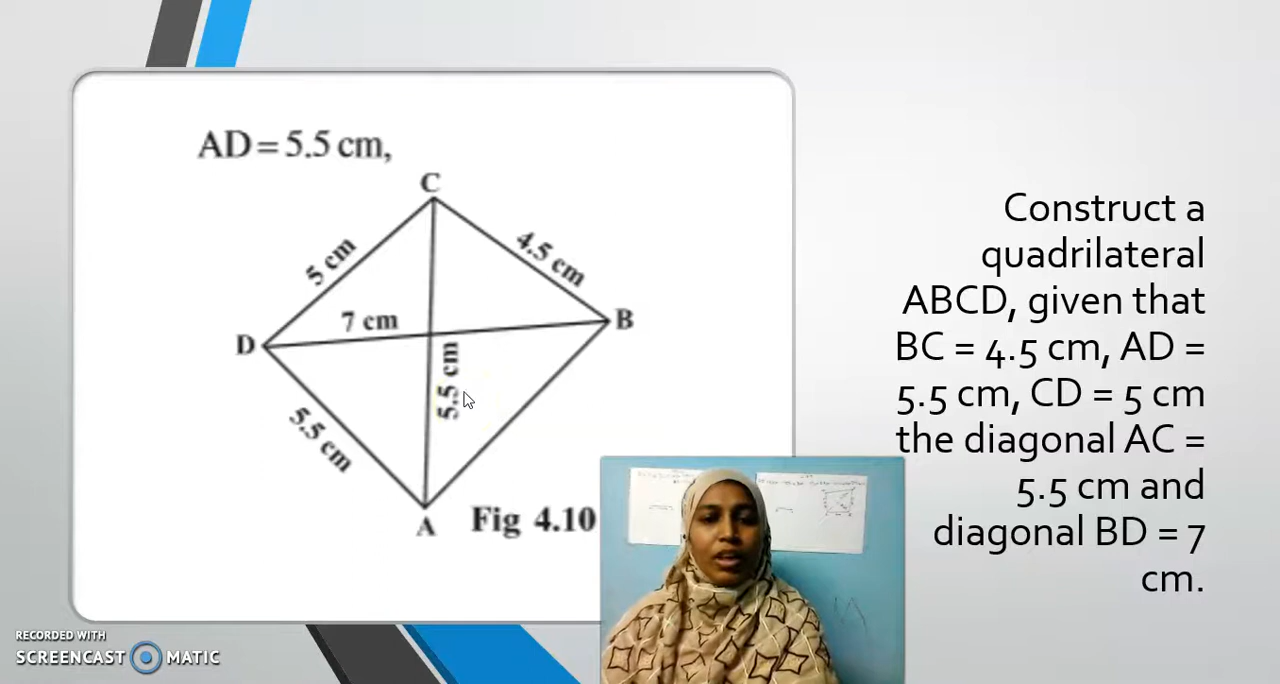 AD = 5.5 cm,
C
5 cm
4.5 cm
7 cm
B
D
5.5 cm
5.5 cm
A
Fig 4.10
Construct a
quadrilateral
ABCD, given that
BC = 4.5 cm, AD =
5.5 cm, CD = 5 cm
the diagonal AC =
5.5 cm and
diagonal BD = 7
cm.
RECORDED WITH
SCREENCAST MATIC